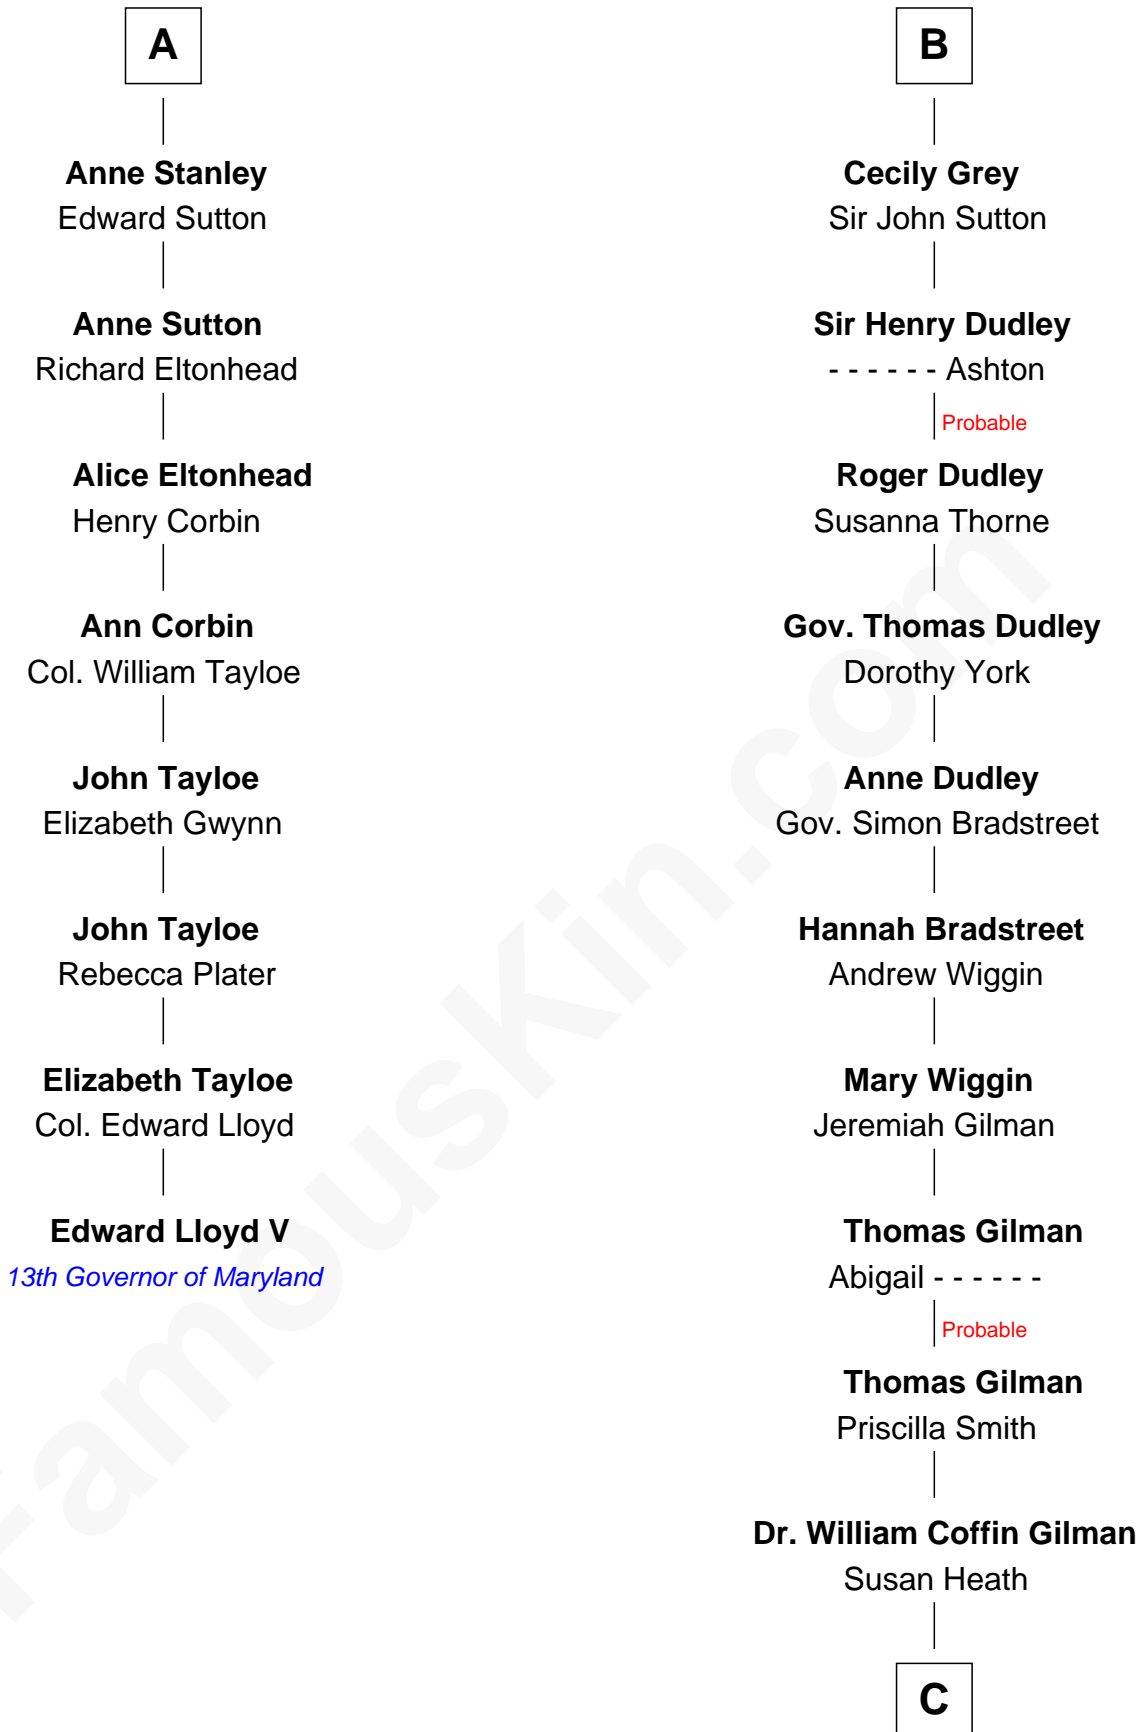 A
Anne Stanley
Edward Sutton
Anne Sutton
Richard Eltonhead
Alice Eltonhead
Henry Corbin
Ann Corbin
Col. William Tayloe
John Tayloe
Elizabeth Gwynn
John Tayloe
Rebecca Plater
Elizabeth Tayloe
Col. Edward Lloyd
Edward Lloyd V
13th Governor of Maryland
B
Cecily Grey
Sir John Sutton
Sir Henry Dudley
- - - - - - Ashton
Probable
Roger Dudley
Susanna Thorne
Gov. Thomas Dudley
Dorothy York
Anne Dudley
Gov. Simon Bradstreet
Hannah Bradstreet
Andrew Wiggin
Mary Wiggin
Jeremiah Gilman
Thomas Gilman
Abigail - - - - - -
Probable
Thomas Gilman
Priscilla Smith
Dr. William Coffin Gilman
Susan Heath
C
FamousKin.com